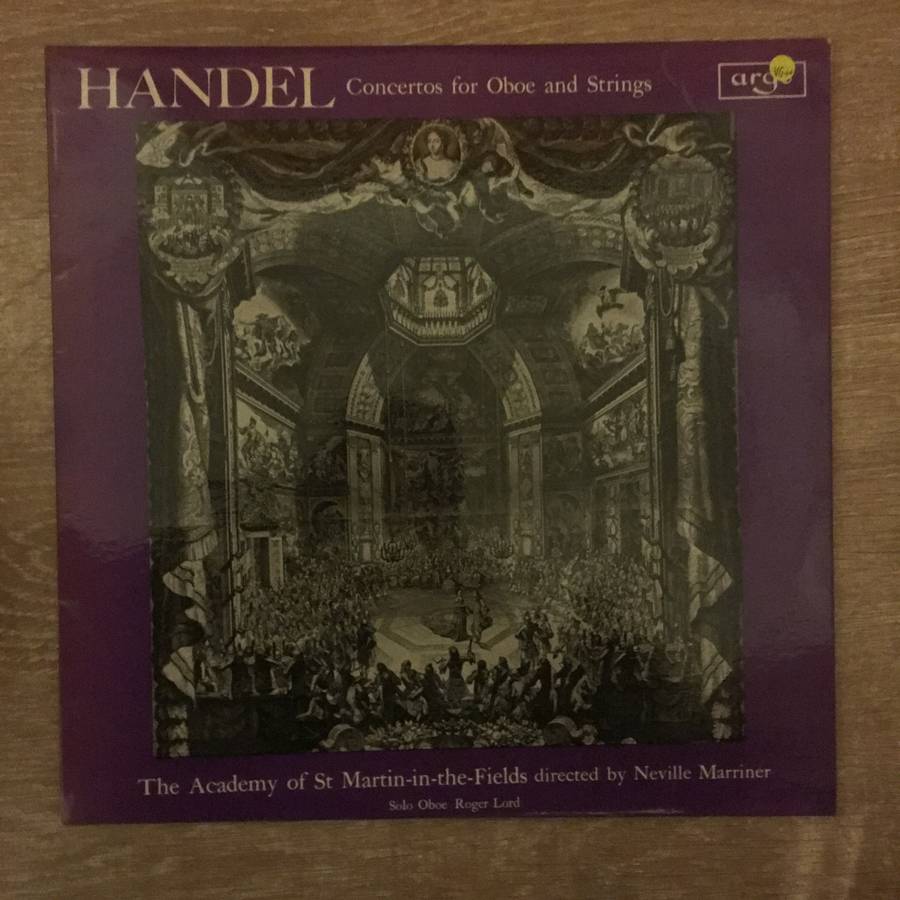 HANDEL Concertos for Oboe and Strings
argo
The Academy of St Martin-in-the-Fields directed by Neville Marriner
Solo Oboe Roger Lord